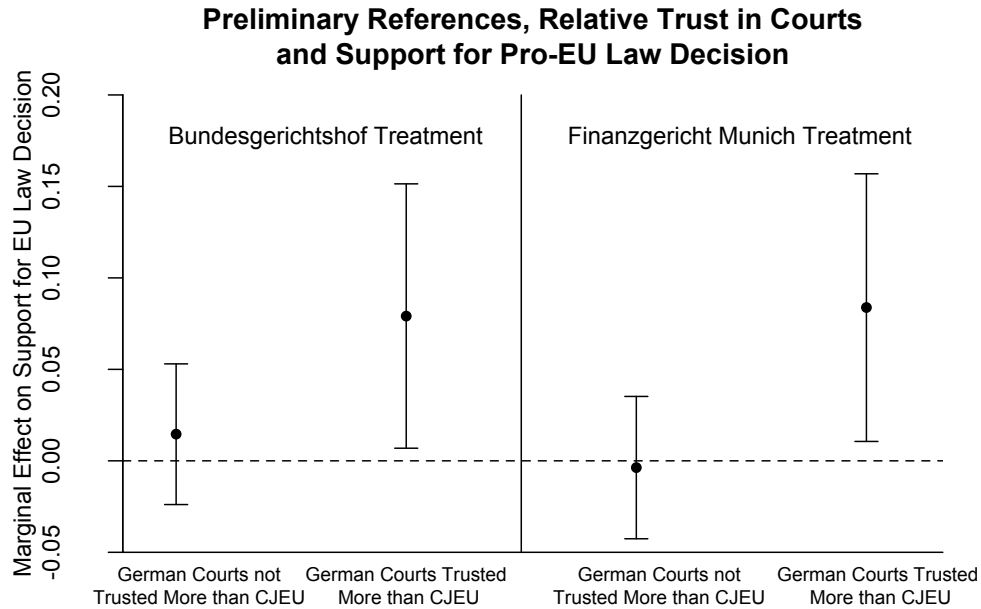 Preliminary References, Relative Trust in Courts
and Support for Pro-EU Law Decision
Marginal Effect on Support for EU Law Decision
0.20
0.15
0.10
0.05
0.00
-0.05
Bundesgerichtshof Treatment
Finanzgericht Munich Treatment
German Courts not
Trusted More than CJEU
German Courts Trusted
More than CJEU
German Courts not
Trusted More than CJEU
German Courts Trusted
More than CJEU